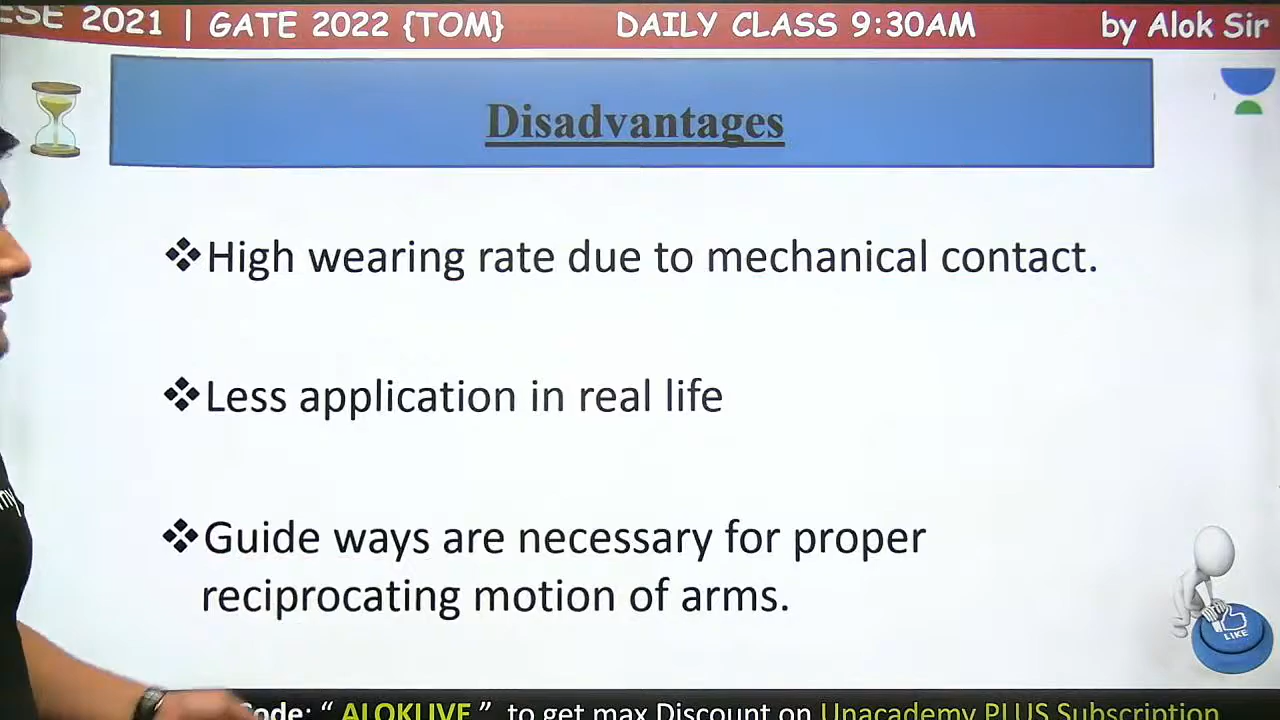 ESE 2021 | GATE 2022 {TOM} DAILY CLASS 9:30AM by Alok Sir
Disadvantages
❖High wearing rate due to mechanical contact.
❖Less application in real life
❖Guide ways are necessary for proper
reciprocating motion of arms.
LIKE
Code: “ ALOKLIVE ” to get max Discount on Unacademy PLUS Subscription